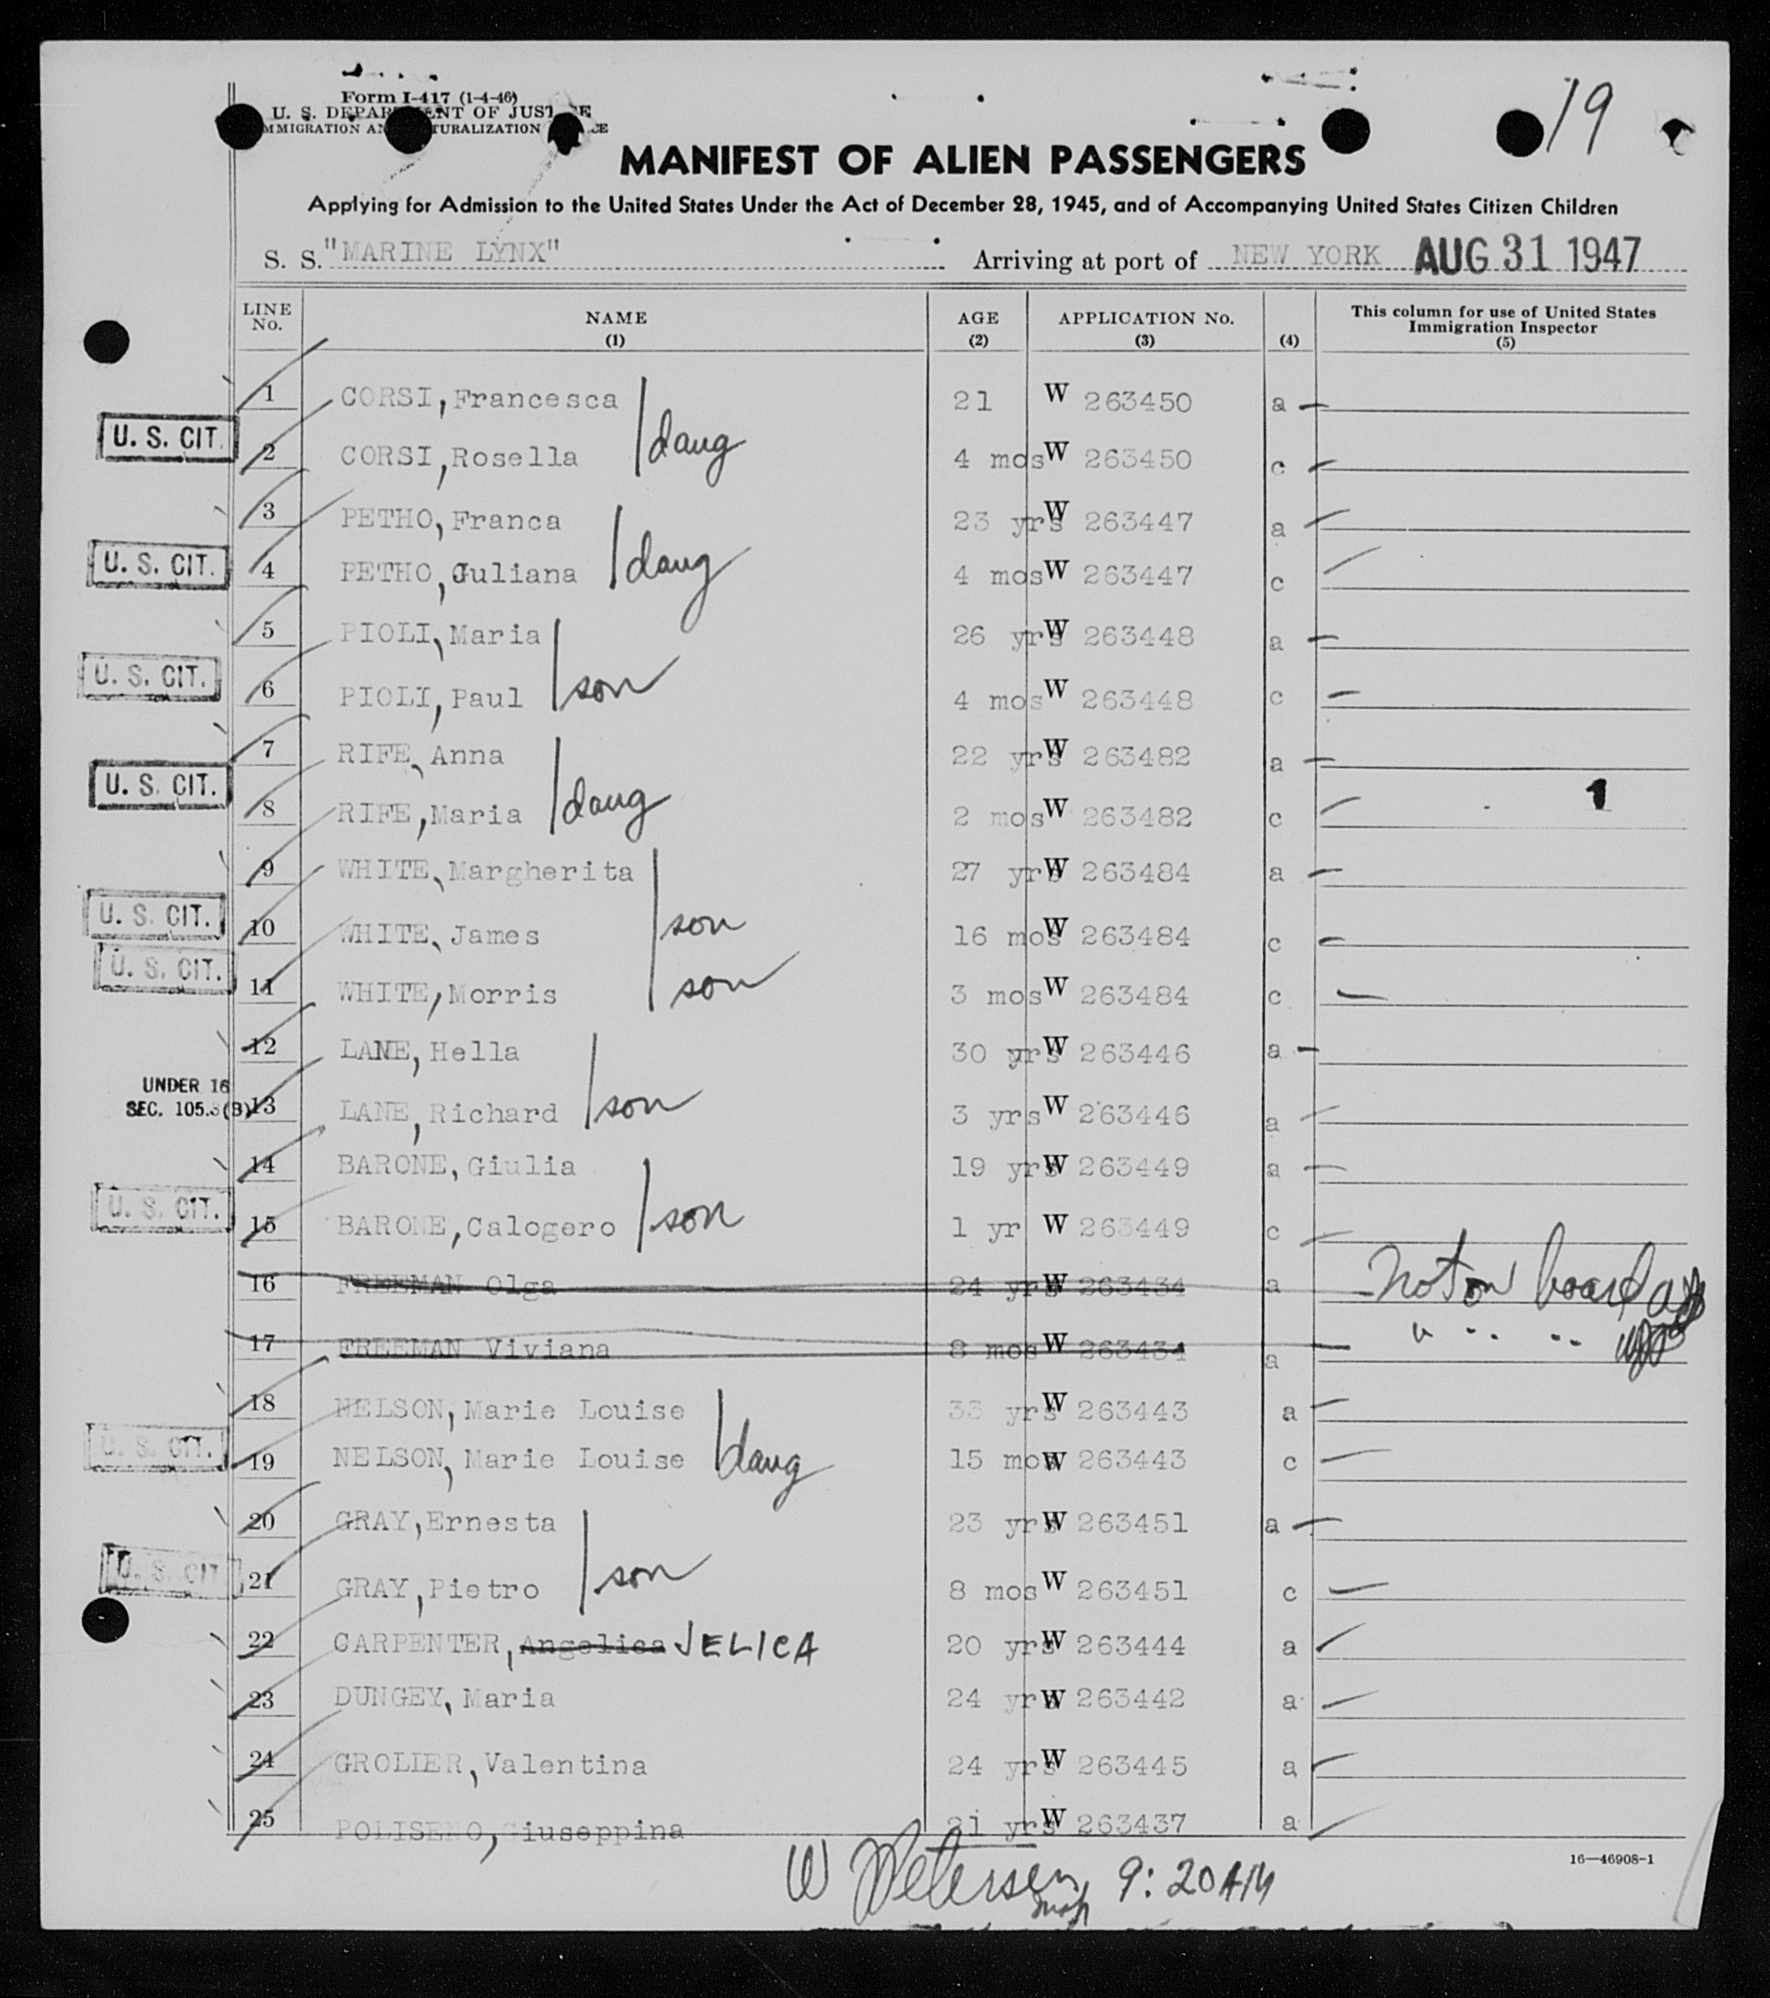 19
Form I-417 (1-4-46)
U. S. DEPARTMENT OF JUSTICE
IMMIGRATION AND NATURALIZATION SERVICE
MANIFEST OF ALIEN PASSENGERS
Applying for Admission to the United States Under the Act of December 28, 1945, and of Accompanying United States Citizen Children
S. S. "MARINE LYNX" Arriving at port of NEW YORK AUG 31 1947
LINE No. NAME (1) AGE (2) APPLICATION No. (3) (4) This column for use of United States Immigration Inspector (5)
1 CORSI, Francesca 21 W 263450 a
U. S. CIT. 2 CORSI, Rosella / daug 4 mos W 263450 c
3 PETHO, Franca 23 yrs W 263447 a
U. S. CIT. 4 PETHO, Guliana / daug 4 mos W 263447 c
5 PIOLI, Maria 26 yrs W 263448 a
U. S. CIT. 6 PIOLI, Paul / son 4 mos W 263448 c
7 RIFE, Anna 22 yrs W 263482 a
U. S. CIT. 8 RIFE, Maria / daug 2 mos W 263482 c 1
9 WHITE, Margherita 27 yrs W 263484 a
U. S. CIT. 10 WHITE, James / son 16 mos W 263484 c
U. S. CIT. 11 WHITE, Morris / son 3 mos W 263484 c
12 LANE, Hella 30 yrs W 263446 a
UNDER 16
SEC. 105.3(B) 13 LANE, Richard / son 3 yrs W 263446 a
14 BARONE, Giulia 19 yrs W 263449 a
U. S. CIT. 15 BARONE, Calogero / son 1 yr W 263449 c
16 FREEMAN Olga 24 yrs W 263434 a Not on board
17 FREEMAN Viviana 8 mos W 263434 a " " "
18 NELSON, Marie Louise 33 yrs W 263443 a
U. S. CIT. 19 NELSON, Marie Louise / daug 15 mos W 263443 c
20 GRAY, Ernesta 23 yrs W 263451 a
U. S. CIT 21 GRAY, Pietro / son 8 mos W 263451 c
22 CARPENTER, Angelica JELICA 20 yrs W 263444 a
23 DUNGEY, Maria 24 yrs W 263442 a
24 GROLIER, Valentina 24 yrs W 263445 a
25 POLISENO, Giuseppina 21 yrs W 263437 a
16—46908-1
W Petersen 9:20 AM